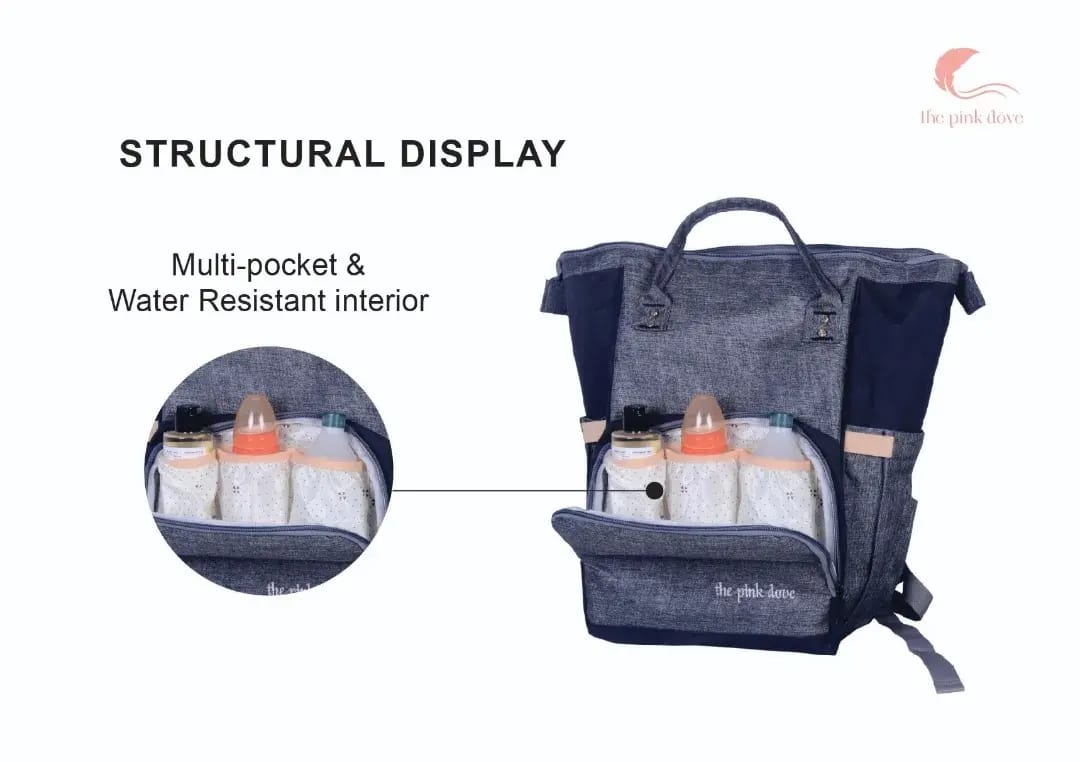 the pink dove
STRUCTURAL DISPLAY
Multi-pocket &
Water Resistant interior
the pink dove